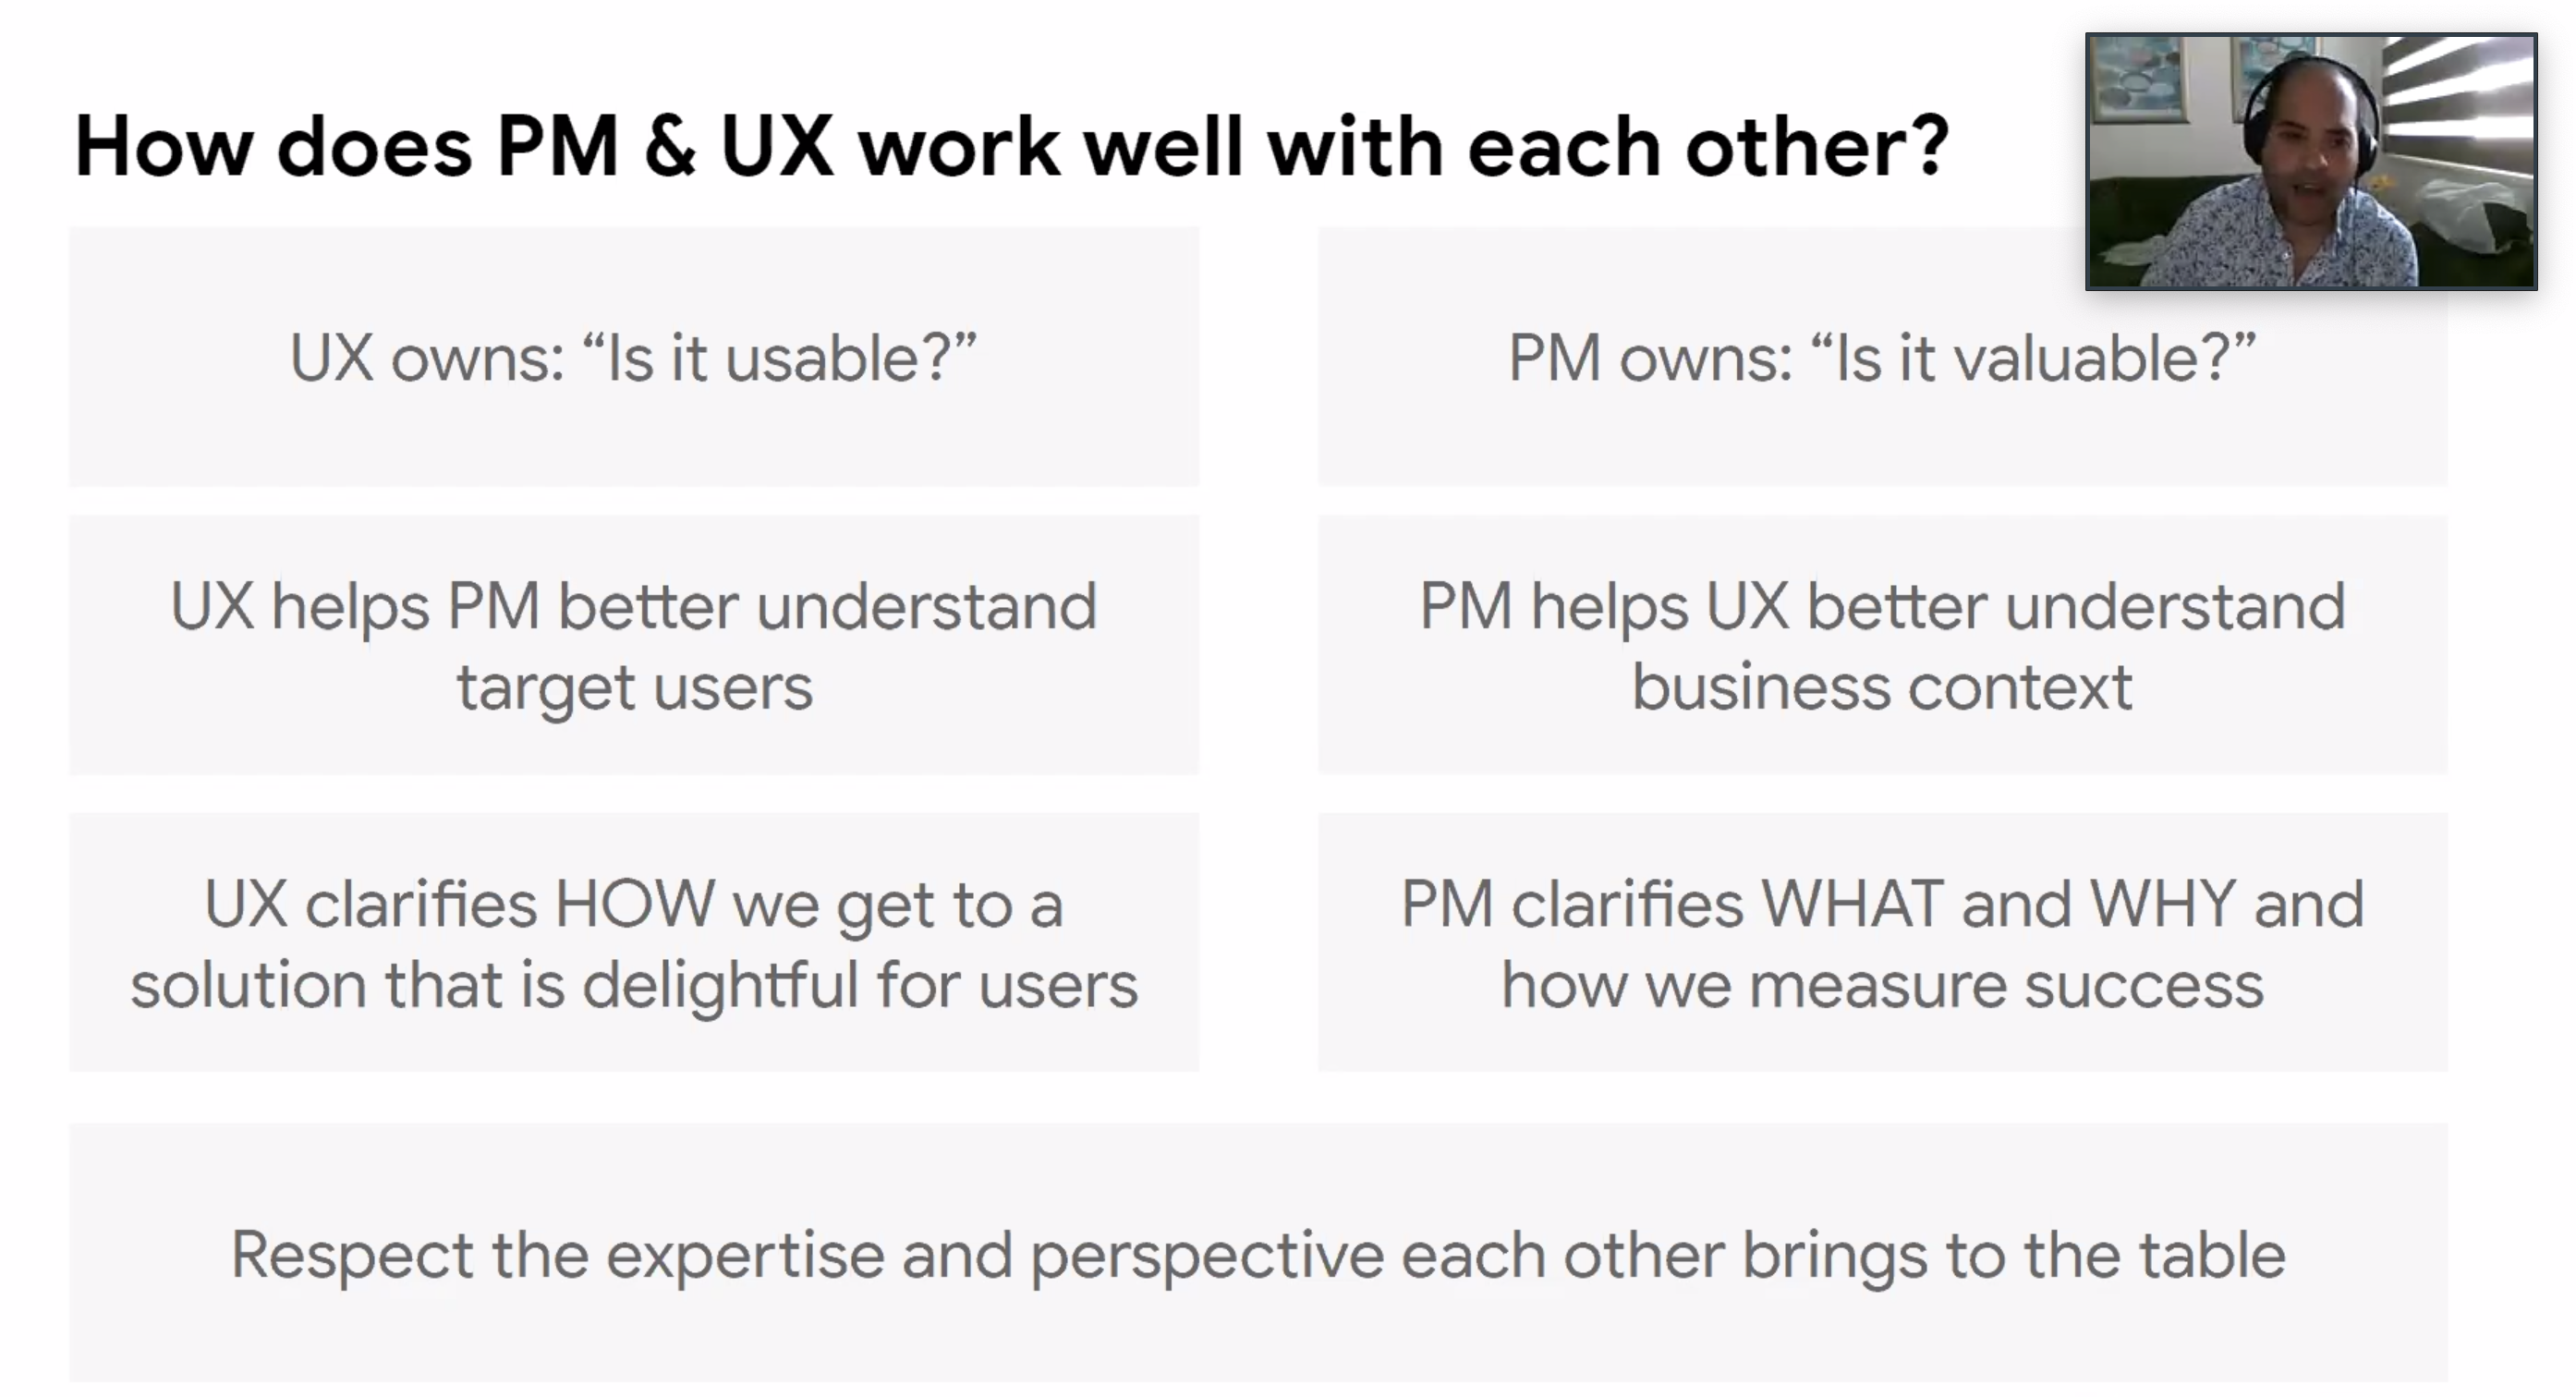 How does PM & UX work well with each other?
UX owns: “Is it usable?”
PM owns: “Is it valuable?”
UX helps PM better understand
target users
PM helps UX better understand
business context
UX clarifies HOW we get to a
solution that is delightful for users
PM clarifies WHAT and WHY and
how we measure success
Respect the expertise and perspective each other brings to the table